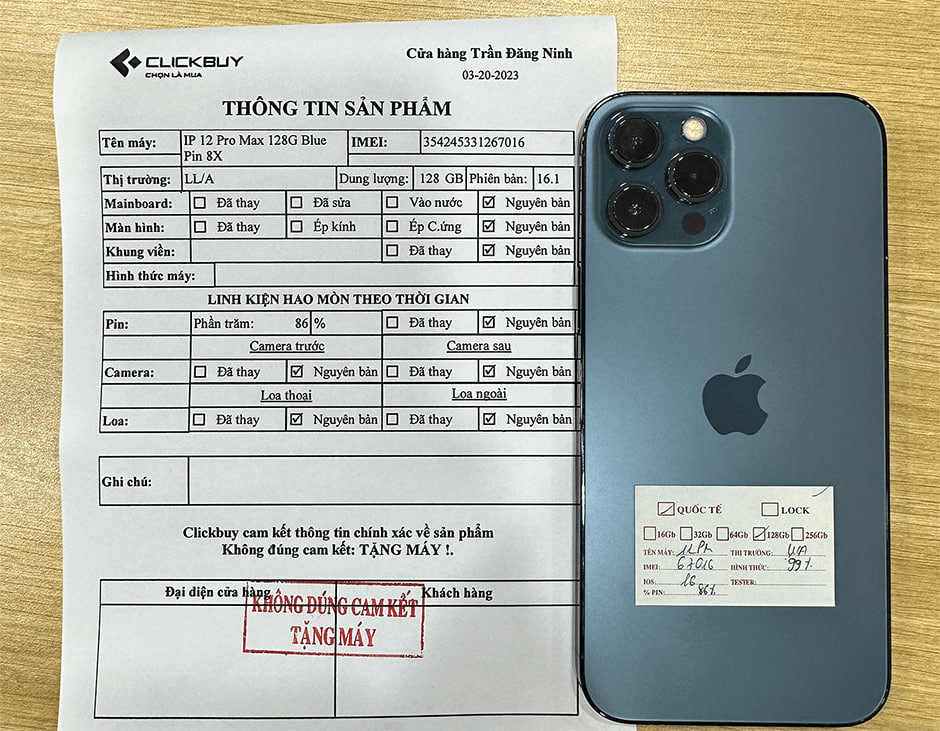 CLICKBUY
CHỌN LÀ MUA
Cửa hàng Trần Đăng Ninh
03-20-2023
THÔNG TIN SẢN PHẨM
Tên máy: IP 12 Pro Max 128G Blue Pin 8X IMEI: 354245331267016
Thị trường: LL/A Dung lượng: 128 GB Phiên bản: 16.1
Mainboard: Đã thay Đã sửa Vào nước Nguyên bản
Màn hình: Đã thay Ép kính Ép C.ứng Nguyên bản
Khung viền: Đã thay Nguyên bản
Hình thức máy:
LINH KIỆN HAO MÒN THEO THỜI GIAN
Pin: Phần trăm: 86 % Đã thay Nguyên bản
Camera trước Camera sau
Camera: Đã thay Nguyên bản Đã thay Nguyên bản
Loa thoại Loa ngoài
Loa: Đã thay Nguyên bản Đã thay Nguyên bản
Ghi chú:
Clickbuy cam kết thông tin chính xác về sản phẩm
Không đúng cam kết: TẶNG MÁY !.
Đại diện cửa hàng Khách hàng
KHÔNG ĐÚNG CAM KẾT
TẶNG MÁY
QUỐC TẾ LOCK
16Gb 32Gb 64Gb 128Gb 256Gb
TÊN MÁY: 12PM THỊ TRƯỜNG: LL/A
IMEI: 67016 HÌNH THỨC: 99%
IOS: 16 TESTER:
% PIN: 86%